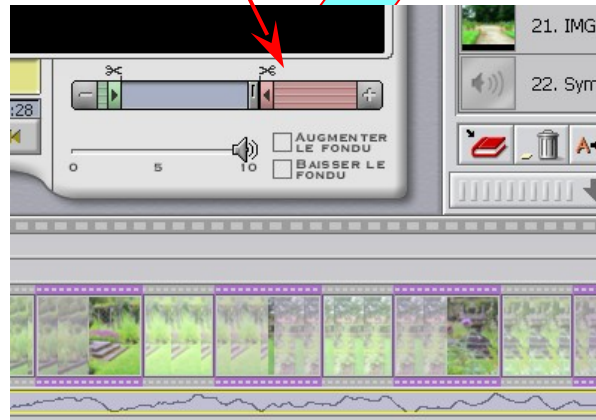 21. IMG
22. Sym
:28
AUGMENTER
LE FONDU
BAISSER LE
FONDU
0 5 10
A